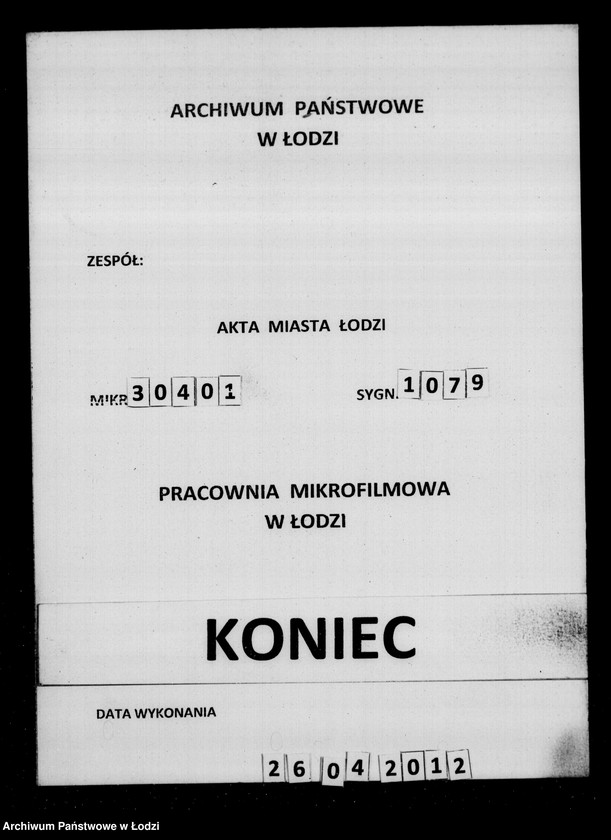 ARCHIWUM PAŃSTWOWE
W ŁODZI
ZESPÓŁ:
AKTA MIASTA ŁODZI
MIKR 30401 SYGN. 1079
PRACOWNIA MIKROFILMOWA
W ŁODZI
KONIEC
DATA WYKONANIA
26 04 2012
Archiwum Państwowe w Łodzi